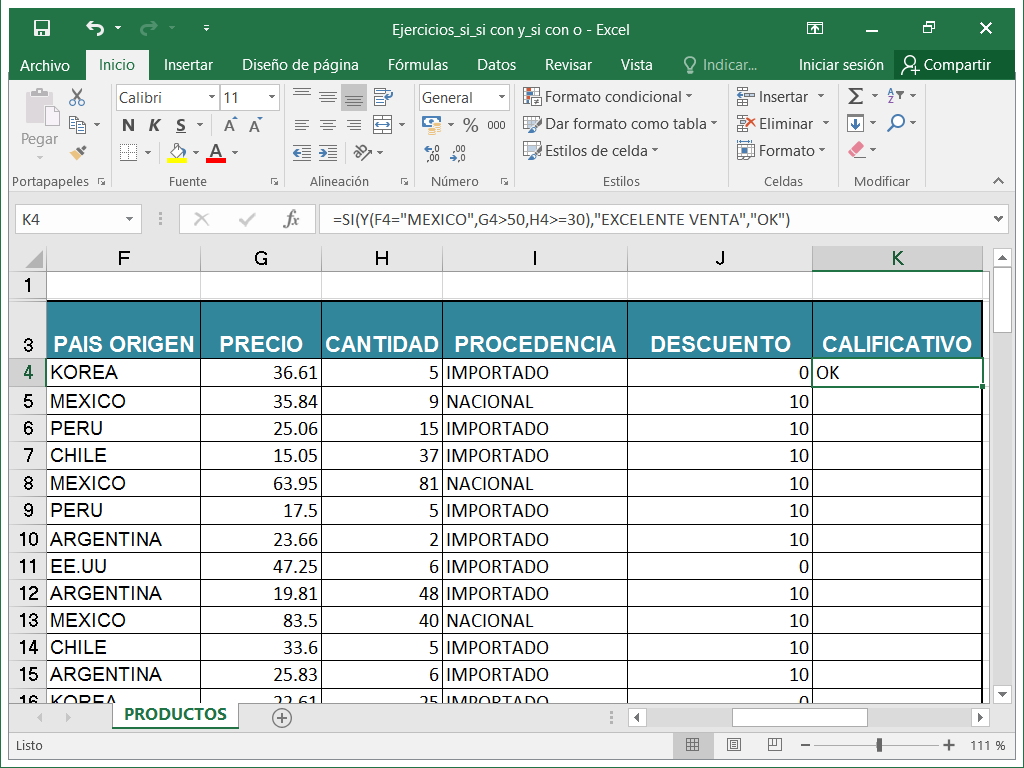 Ejercicios_si_si con y_si con o - Excel
Archivo Inicio Insertar Diseño de página Fórmulas Datos Revisar Vista Indicar... Iniciar sesión Compartir
Pegar Calibri 11 General Formato condicional Insertar
N K S A A % 000 Dar formato como tabla Eliminar
A Estilos de celda Formato
Portapapeles Fuente Alineación Número Estilos Celdas Modificar
K4 fx =SI(Y(F4="MEXICO",G4>50,H4>=30),"EXCELENTE VENTA","OK")
F G H I J K
1
3 PAIS ORIGEN PRECIO CANTIDAD PROCEDENCIA DESCUENTO CALIFICATIVO
4 KOREA 36.61 5 IMPORTADO 0 OK
5 MEXICO 35.84 9 NACIONAL 10
6 PERU 25.06 15 IMPORTADO 10
7 CHILE 15.05 37 IMPORTADO 10
8 MEXICO 63.95 81 NACIONAL 10
9 PERU 17.5 5 IMPORTADO 10
10 ARGENTINA 23.66 2 IMPORTADO 10
11 EE.UU 47.25 6 IMPORTADO 0
12 ARGENTINA 19.81 48 IMPORTADO 10
13 MEXICO 83.5 40 NACIONAL 10
14 CHILE 33.6 5 IMPORTADO 10
15 ARGENTINA 25.83 6 IMPORTADO 10
16 KOREA 22.61 25 IMPORTADO 0
PRODUCTOS
Listo 111 %